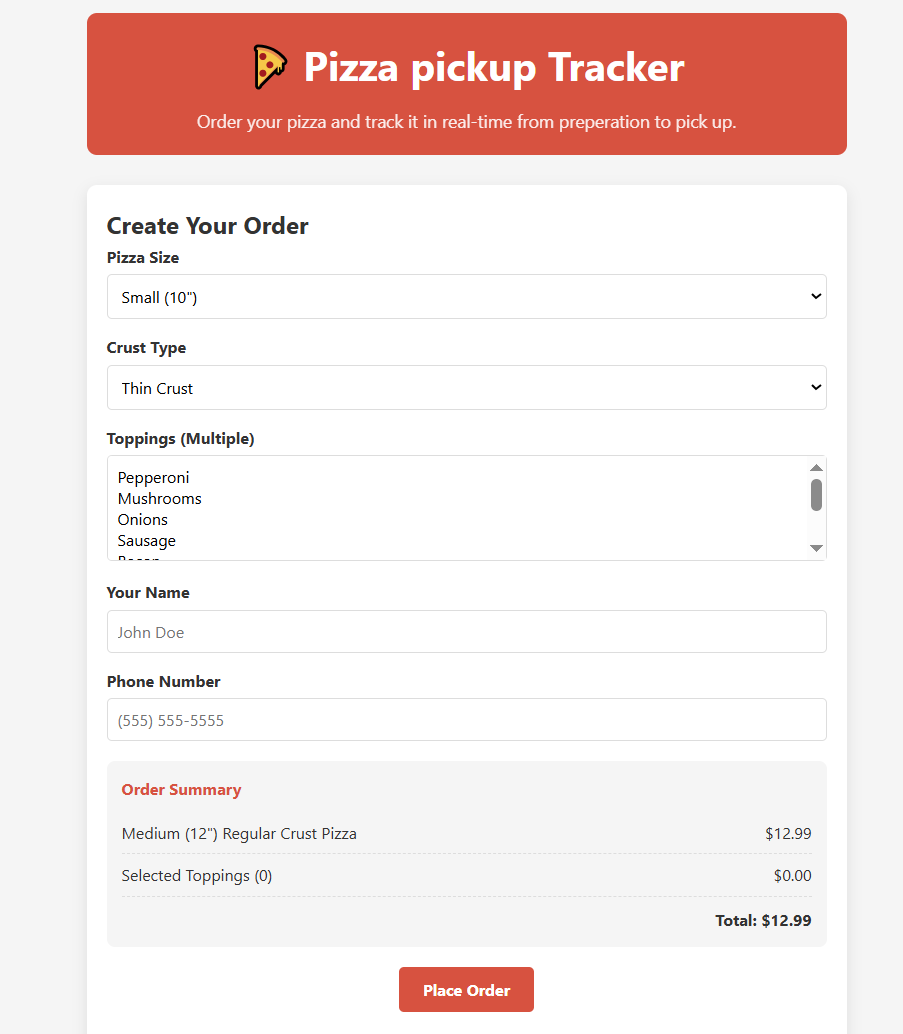 Pizza pickup Tracker
Order your pizza and track it in real-time from preperation to pick up.
Create Your Order
Pizza Size
Small (10")
Crust Type
Thin Crust
Toppings (Multiple)
Pepperoni
Mushrooms
Onions
Sausage
Your Name
John Doe
Phone Number
(555) 555-5555
Order Summary
Medium (12") Regular Crust Pizza $12.99
Selected Toppings (0) $0.00
Total: $12.99
Place Order